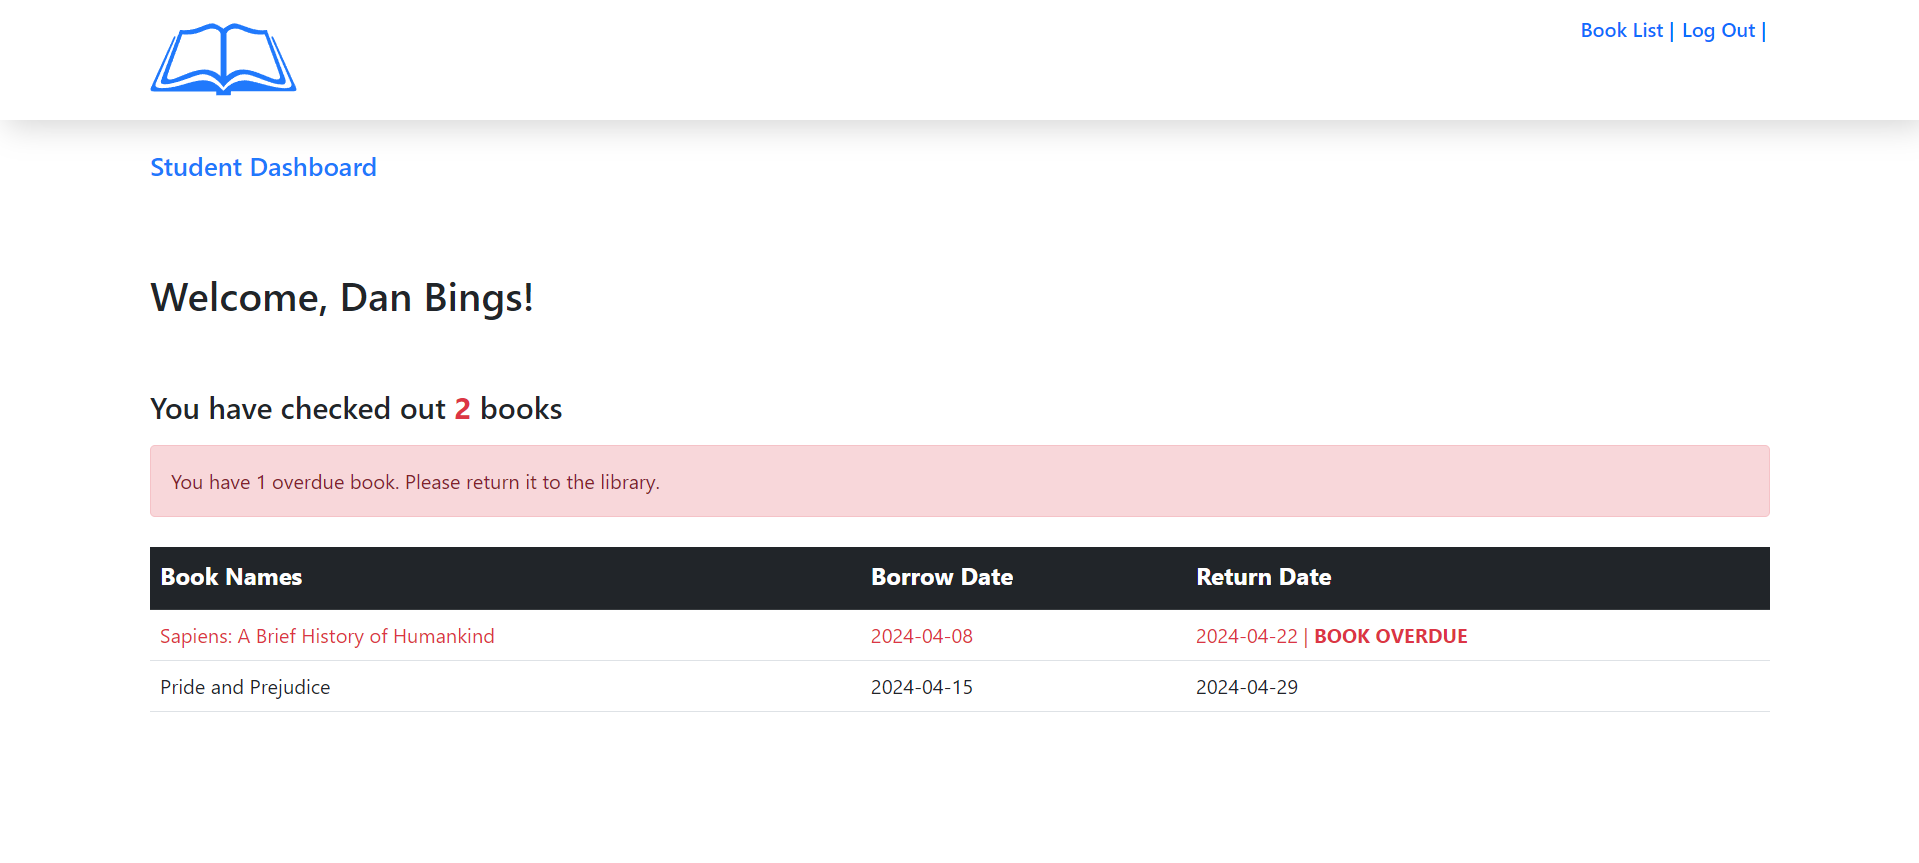 Book List | Log Out |
Student Dashboard
Welcome, Dan Bings!
You have checked out 2 books
You have 1 overdue book. Please return it to the library.
Book Names Borrow Date Return Date
Sapiens: A Brief History of Humankind 2024-04-08 2024-04-22 | BOOK OVERDUE
Pride and Prejudice 2024-04-15 2024-04-29